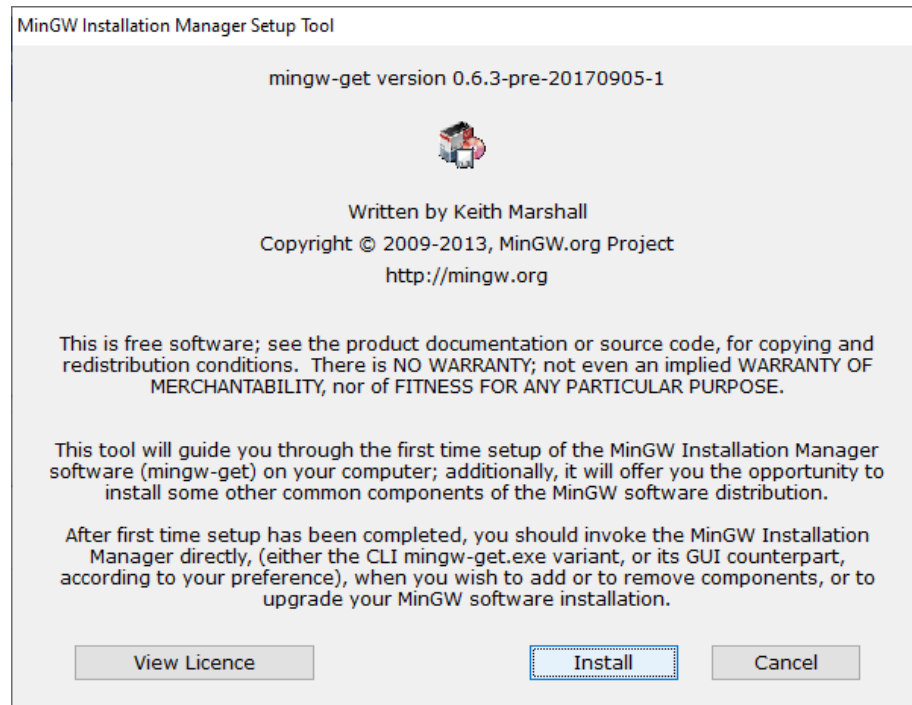 MinGW Installation Manager Setup Tool
mingw-get version 0.6.3-pre-20170905-1
Written by Keith Marshall
Copyright © 2009-2013, MinGW.org Project
http://mingw.org
This is free software; see the product documentation or source code, for copying and
redistribution conditions.  There is NO WARRANTY; not even an implied WARRANTY OF
MERCHANTABILITY, nor of FITNESS FOR ANY PARTICULAR PURPOSE.
This tool will guide you through the first time setup of the MinGW Installation Manager
software (mingw-get) on your computer; additionally, it will offer you the opportunity to
install some other common components of the MinGW software distribution.
After first time setup has been completed, you should invoke the MinGW Installation
Manager directly, (either the CLI mingw-get.exe variant, or its GUI counterpart,
according to your preference), when you wish to add or to remove components, or to
upgrade your MinGW software installation.
View Licence
Install
Cancel